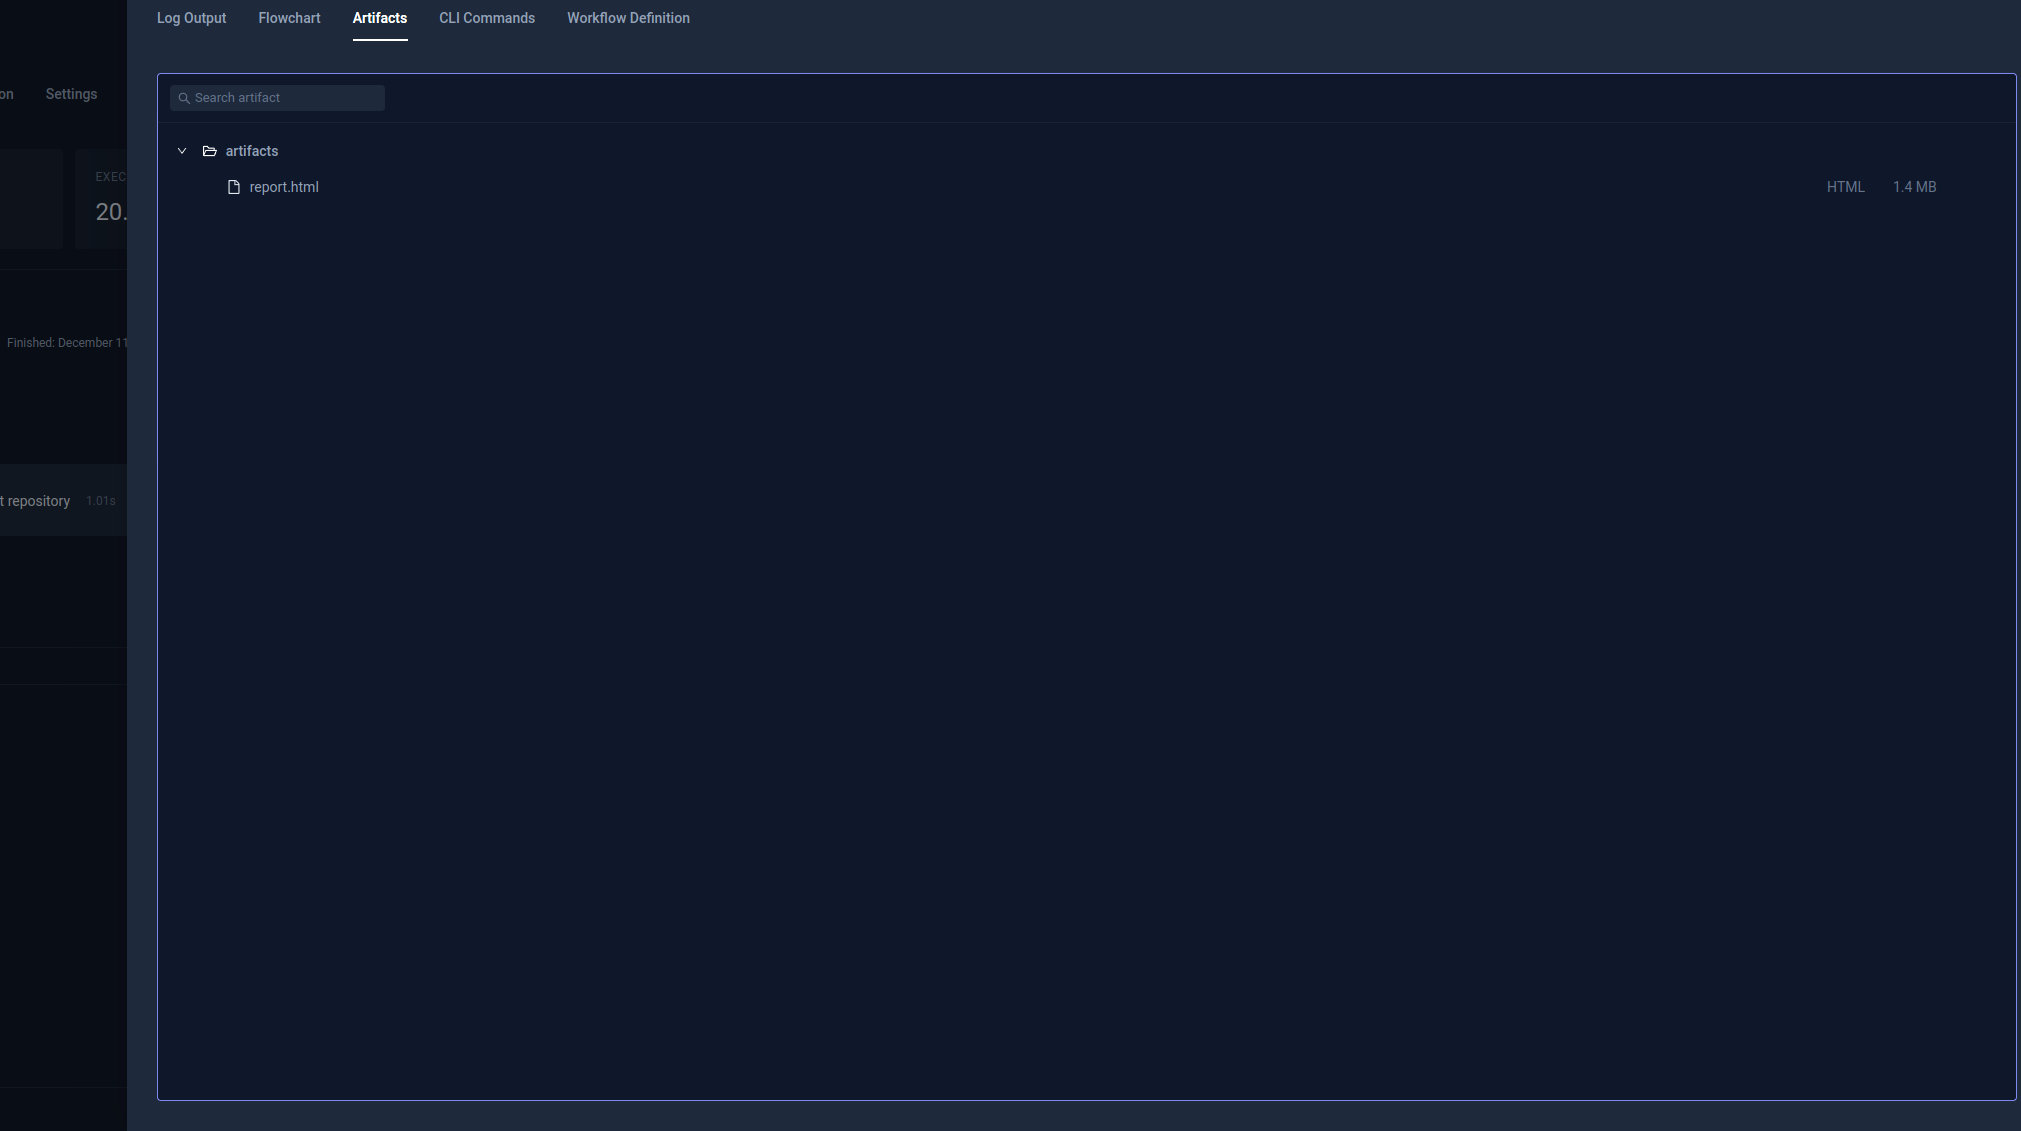 Log Output Flowchart Artifacts CLI Commands Workflow Definition
on Settings
Search artifact
artifacts
EXEC
report.html HTML 1.4 MB
20.
Finished: December 11
t repository 1.01s